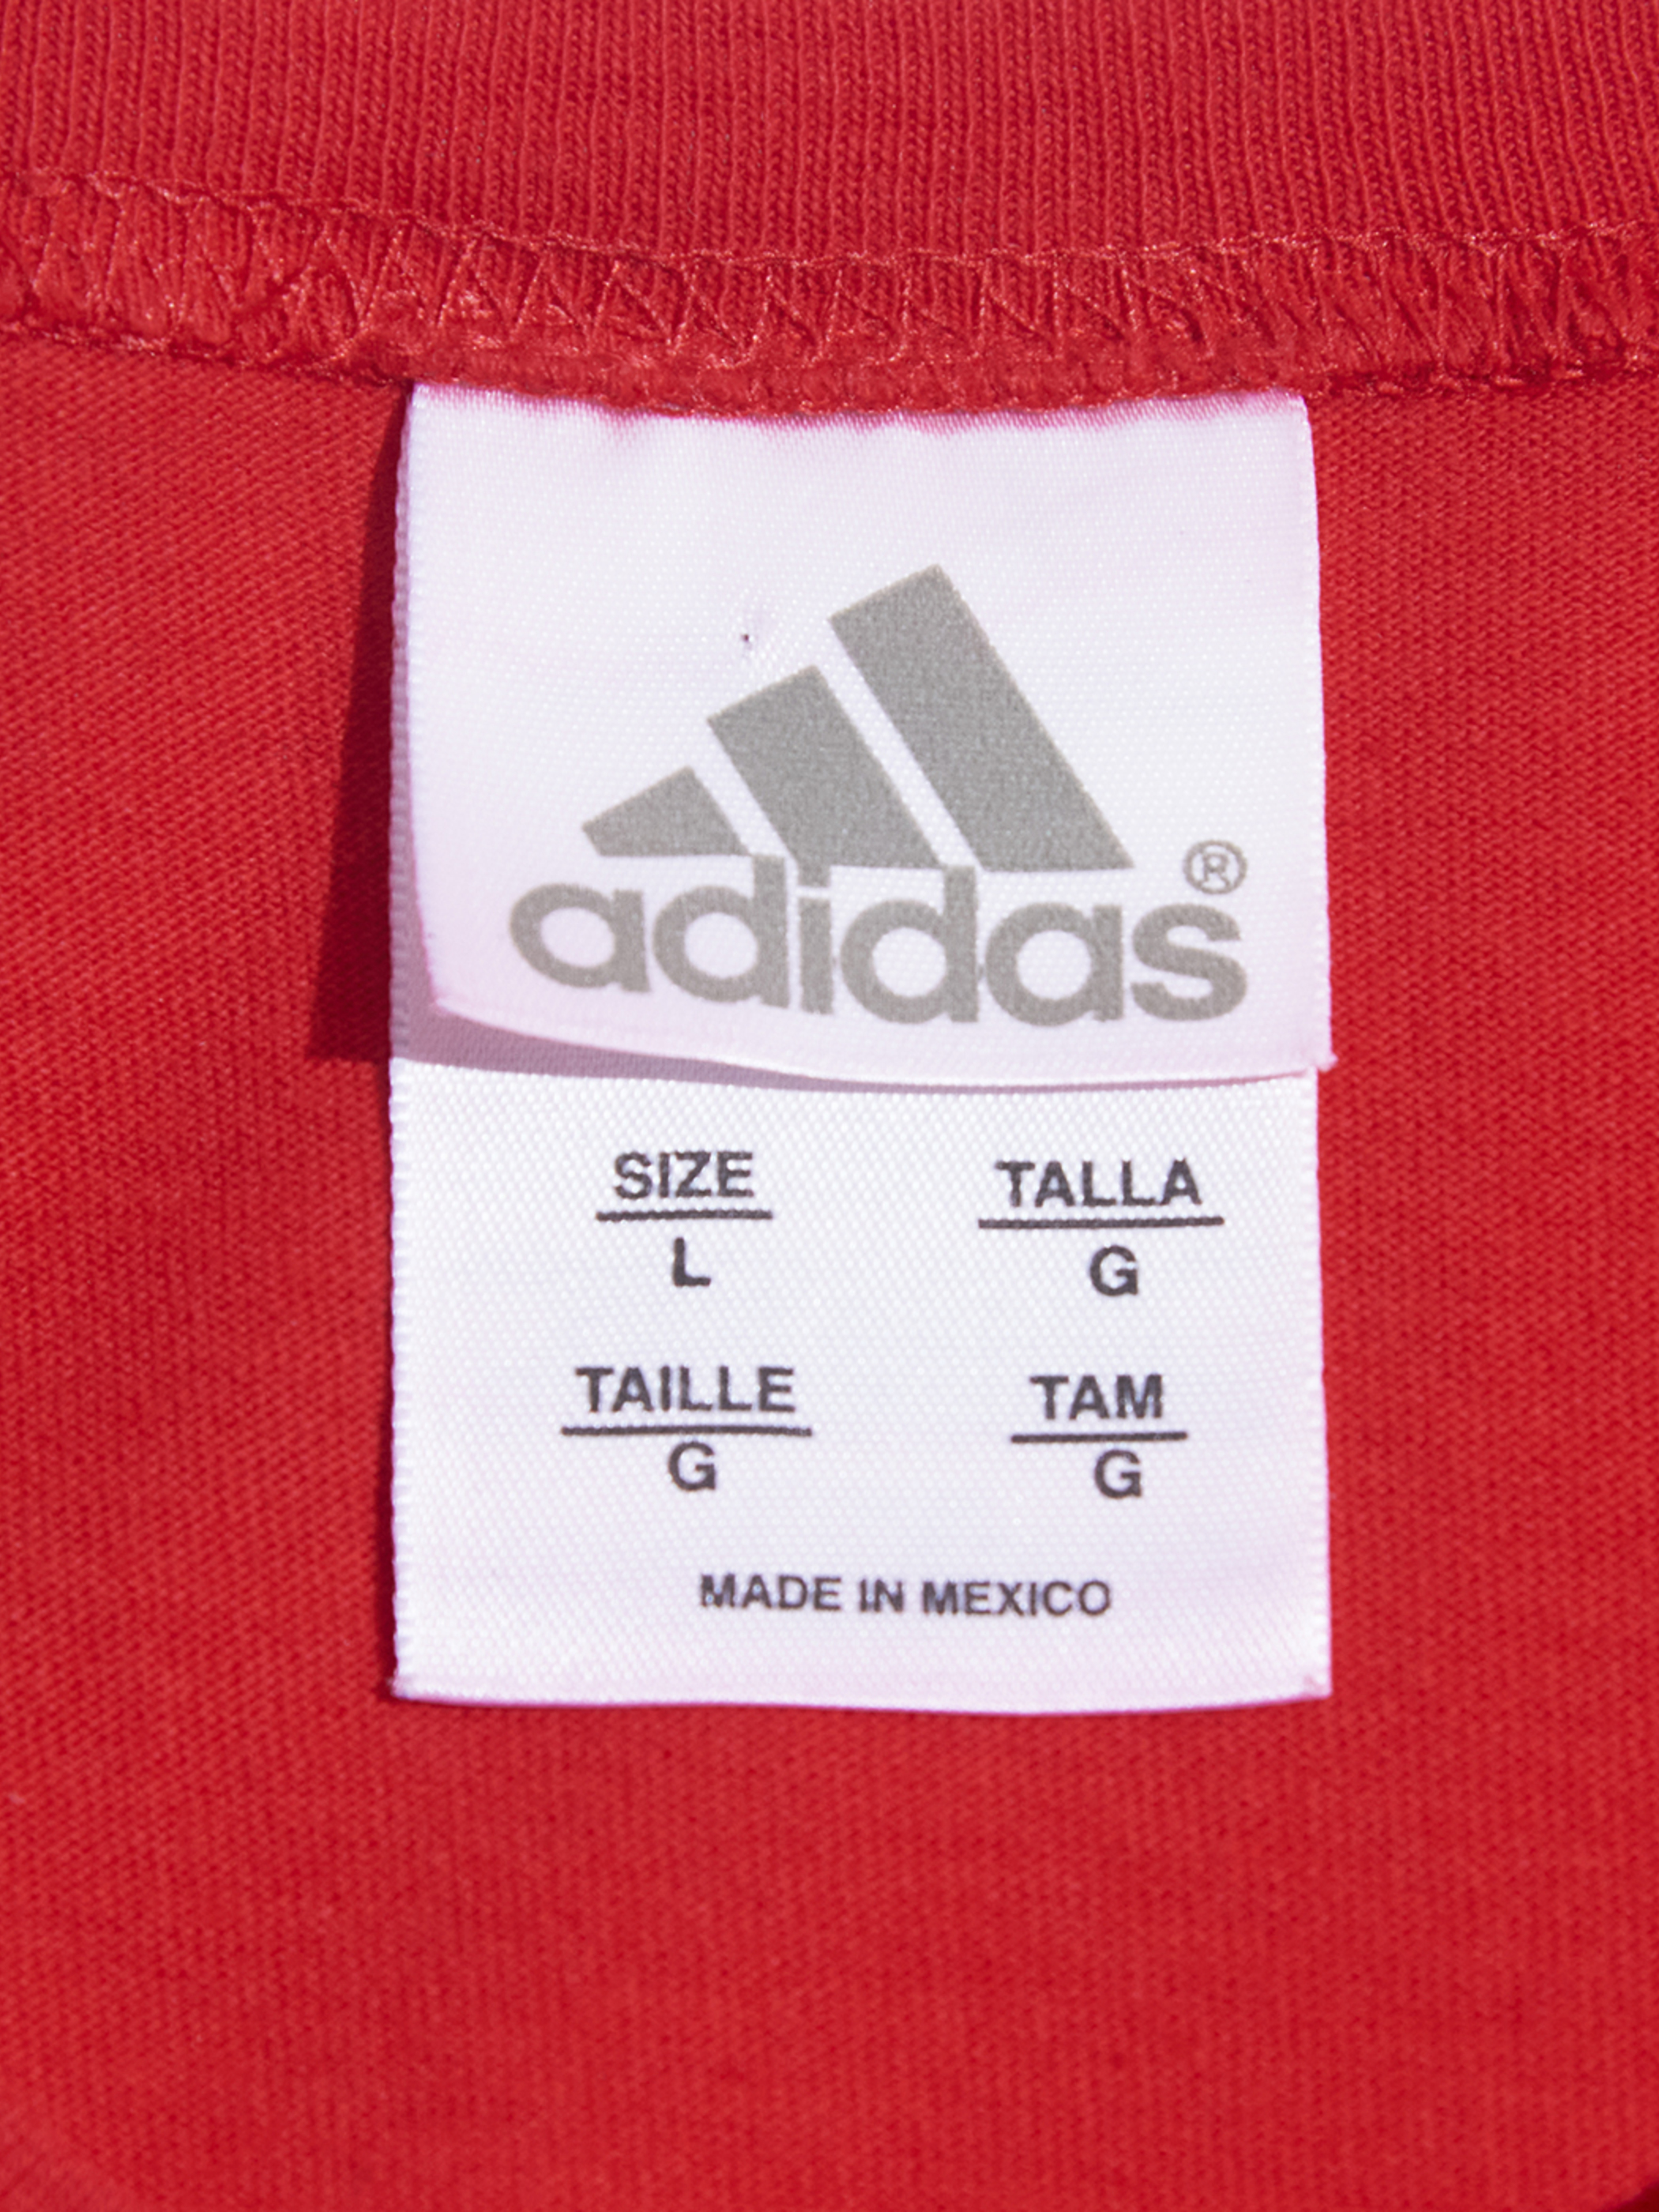 adidas®
SIZE TALLA
L G
TAILLE TAM
G G
MADE IN MEXICO